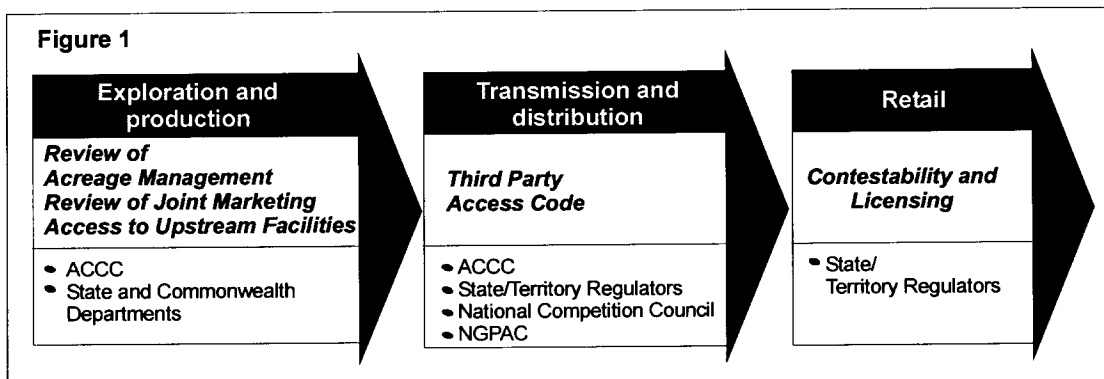 Figure 1
Exploration and
production
Review of
Acreage Management
Review of Joint Marketing
Access to Upstream Facilities
• ACCC
• State and Commonwealth
Departments
Transmission and
distribution
Third Party
Access Code
• ACCC
• State/Territory Regulators
• National Competition Council
• NGPAC
Retail
Contestability and
Licensing
• State/
Territory Regulators